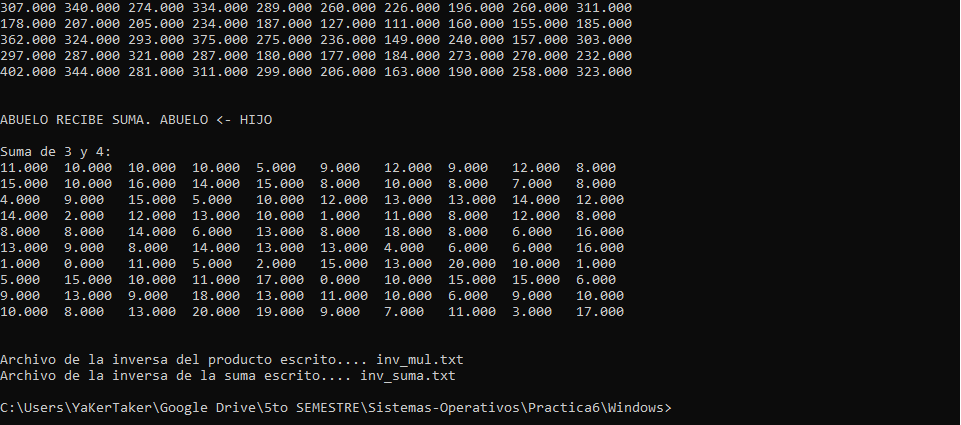 307.000 340.000 274.000 334.000 289.000 260.000 226.000 196.000 260.000 311.000
178.000 207.000 205.000 234.000 187.000 127.000 111.000 160.000 155.000 185.000
362.000 324.000 293.000 375.000 275.000 236.000 149.000 240.000 157.000 303.000
297.000 287.000 321.000 287.000 180.000 177.000 184.000 273.000 270.000 232.000
402.000 344.000 281.000 311.000 299.000 206.000 163.000 190.000 258.000 323.000
ABUELO RECIBE SUMA. ABUELO <- HIJO
Suma de 3 y 4:
11.000 10.000 10.000 10.000 5.000 9.000 12.000 9.000 12.000 8.000
15.000 10.000 16.000 14.000 15.000 8.000 10.000 8.000 7.000 8.000
4.000 9.000 15.000 5.000 10.000 12.000 13.000 13.000 14.000 12.000
14.000 2.000 12.000 13.000 10.000 1.000 11.000 8.000 12.000 8.000
8.000 8.000 14.000 6.000 13.000 8.000 18.000 8.000 6.000 16.000
13.000 9.000 8.000 14.000 13.000 13.000 4.000 6.000 6.000 16.000
1.000 0.000 11.000 5.000 2.000 15.000 13.000 20.000 10.000 1.000
5.000 15.000 10.000 11.000 17.000 0.000 10.000 15.000 15.000 6.000
9.000 13.000 9.000 18.000 13.000 11.000 10.000 6.000 9.000 10.000
10.000 8.000 13.000 20.000 19.000 9.000 7.000 11.000 3.000 17.000
Archivo de la inversa del producto escrito.... inv_mul.txt
Archivo de la inversa de la suma escrito.... inv_suma.txt
C:\Users\YaKerTaker\Google Drive\5to SEMESTRE\Sistemas-Operativos\Practica6\Windows>